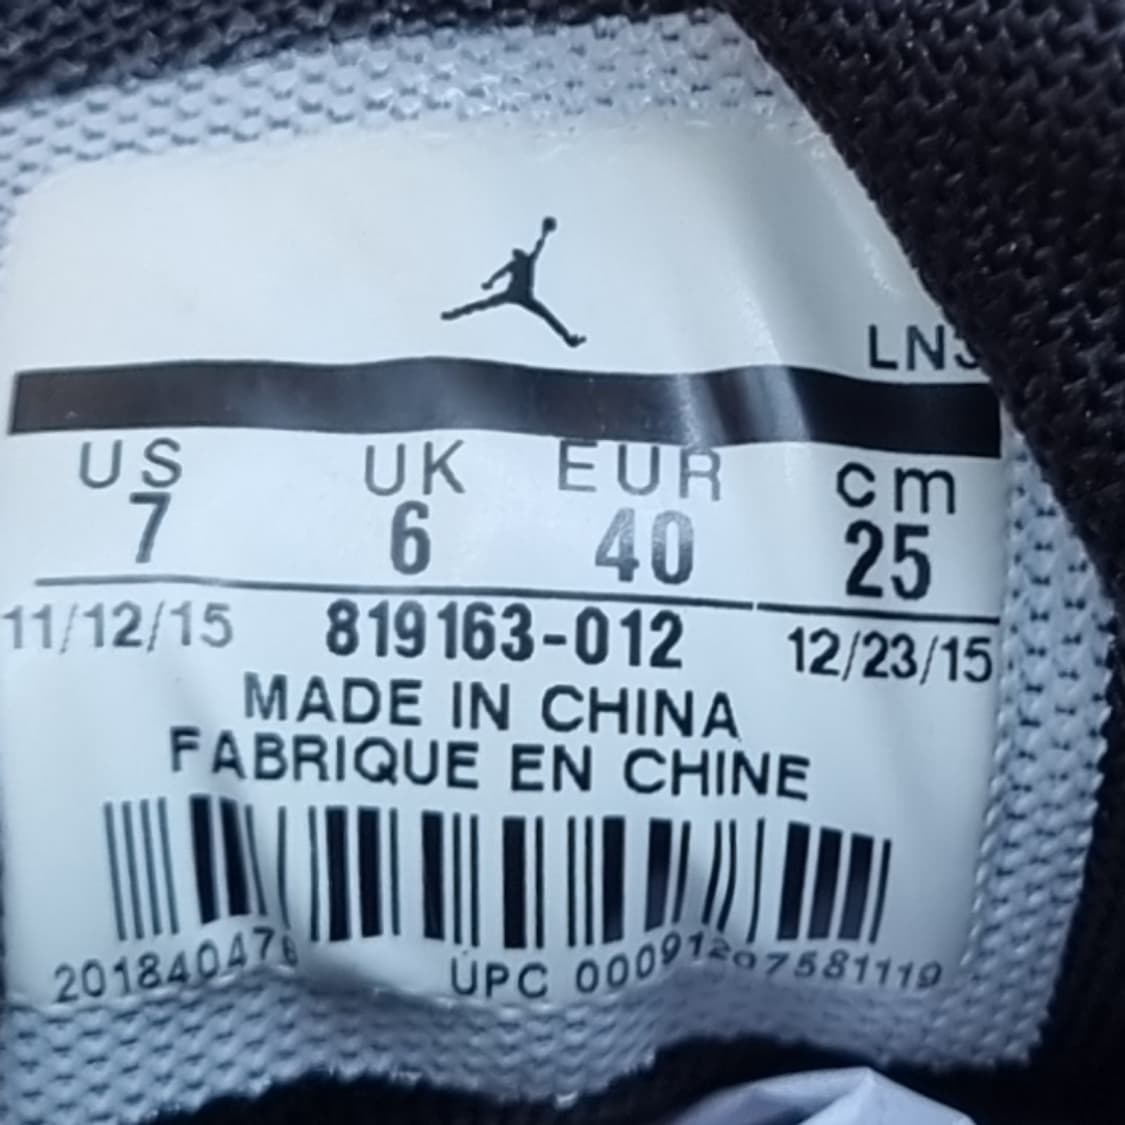 LN3
US UK EUR cm
7 6 40 25
11/12/15 819163-012 12/23/15
MADE IN CHINA
FABRIQUE EN CHINE
UPC